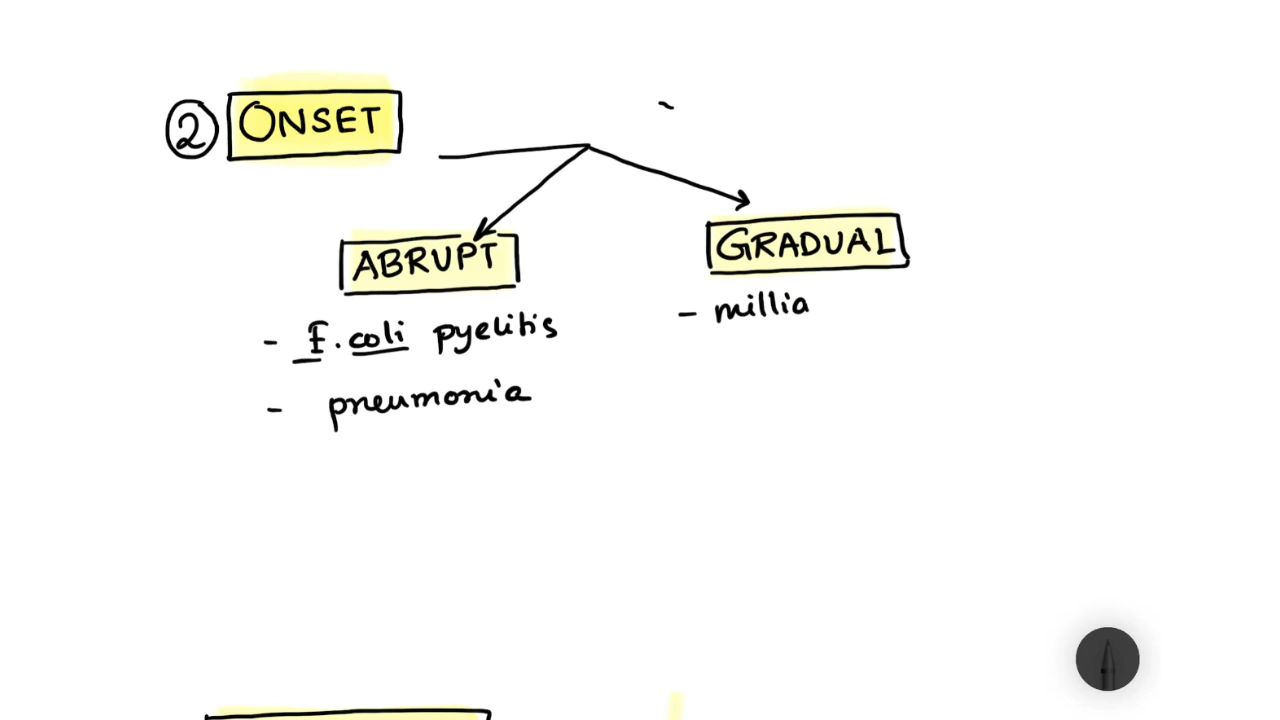 2 ONSET
ABRUPT
GRADUAL
- E. coli pyelitis
- millia
- pneumonia